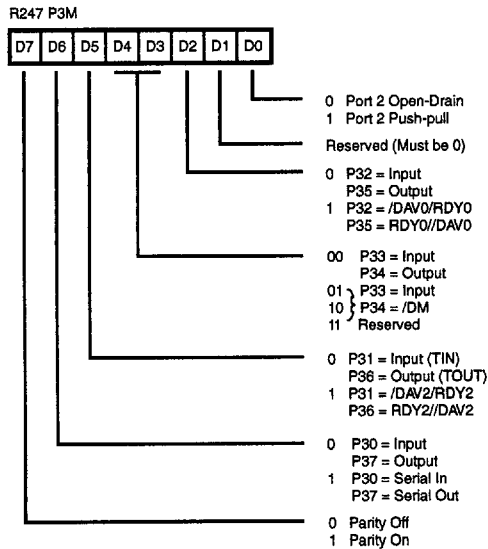 R247 P3M
D7 D6 D5 D4 D3 D2 D1 D0
0 Port 2 Open-Drain
1 Port 2 Push-pull
Reserved (Must be 0)
0 P32 = Input
P35 = Output
1 P32 = /DAV0/RDY0
P35 = RDY0//DAV0
00 P33 = Input
P34 = Output
01 P33 = Input
10 } P34 = /DM
11 Reserved
0 P31 = Input (TIN)
P36 = Output (TOUT)
1 P31 = /DAV2/RDY2
P36 = RDY2//DAV2
0 P30 = Input
P37 = Output
1 P30 = Serial In
P37 = Serial Out
0 Parity Off
1 Parity On